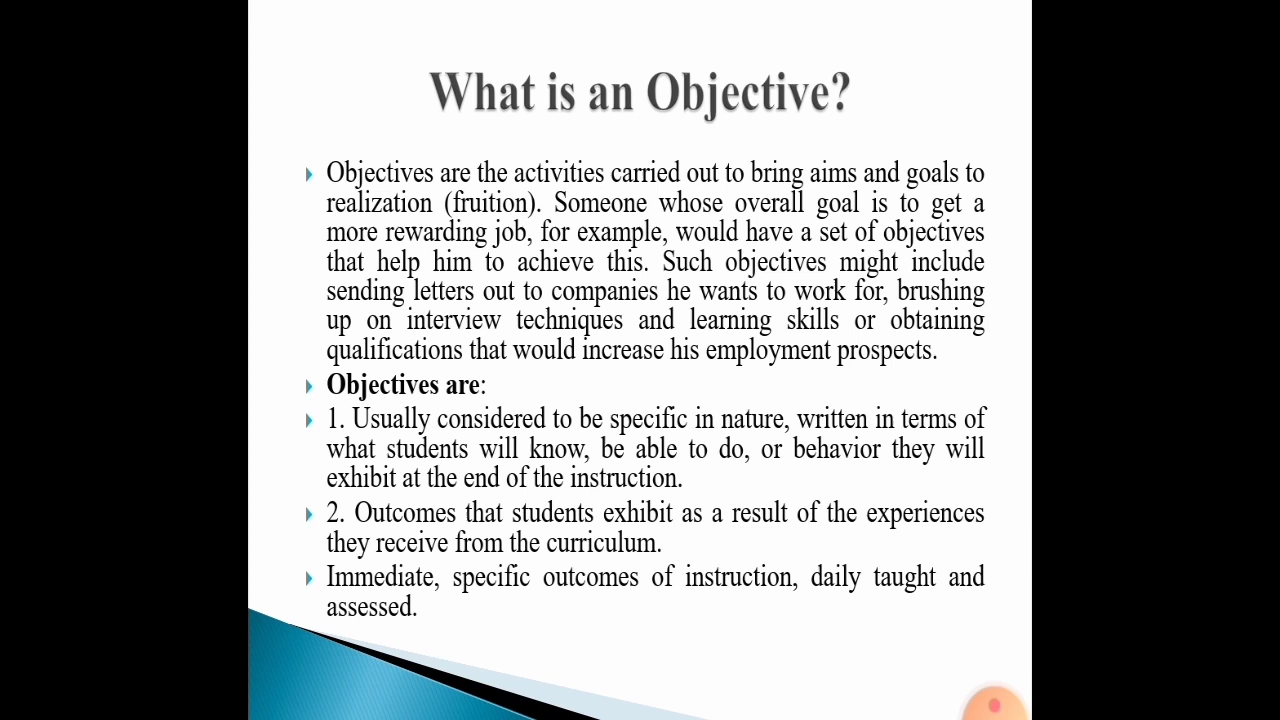 What is an Objective?
Objectives are the activities carried out to bring aims and goals to
realization (fruition). Someone whose overall goal is to get a
more rewarding job, for example, would have a set of objectives
that help him to achieve this. Such objectives might include
sending letters out to companies he wants to work for, brushing
up on interview techniques and learning skills or obtaining
qualifications that would increase his employment prospects.
Objectives are:
1. Usually considered to be specific in nature, written in terms of
what students will know, be able to do, or behavior they will
exhibit at the end of the instruction.
2. Outcomes that students exhibit as a result of the experiences
they receive from the curriculum.
Immediate, specific outcomes of instruction, daily taught and
assessed.